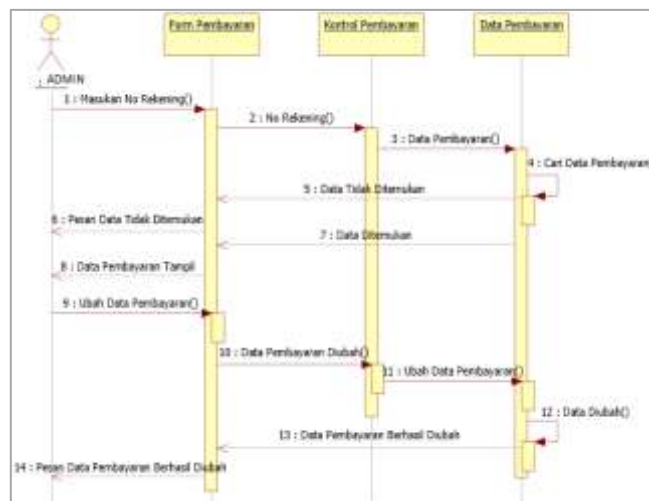 Form Pembayaran
Kontrol Pembayaran
Data Pembayaran
: ADMIN
1 : Masukan No Rekening()
2 : No Rekening()
3 : Data Pembayaran()
4 : Cari Data Pembayaran
5 : Data Tidak Ditemukan
6 : Pesan Data Tidak Ditemukan
7 : Data Ditemukan
8 : Data Pembayaran Tampil
9 : Ubah Data Pembayaran()
10 : Data Pembayaran Diubah()
11 : Ubah Data Pembayaran()
12 : Data Diubah()
13 : Data Pembayaran Berhasil Diubah
14 : Pesan Data Pembayaran Berhasil Diubah